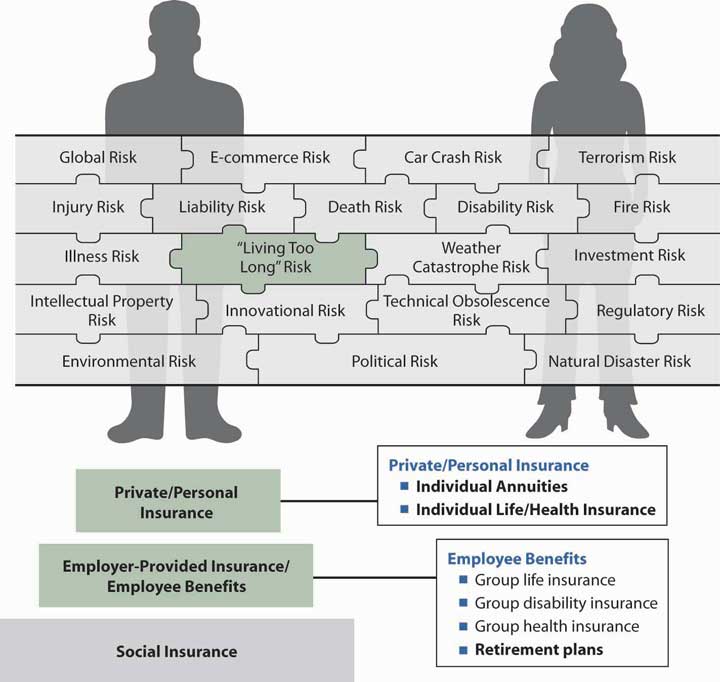 Global Risk
E-commerce Risk
Car Crash Risk
Terrorism Risk
Injury Risk
Liability Risk
Death Risk
Disability Risk
Fire Risk
Illness Risk
“Living Too
Long” Risk
Weather
Catastrophe Risk
Investment Risk
Intellectual Property
Risk
Innovational Risk
Technical Obsolescence
Risk
Regulatory Risk
Environmental Risk
Political Risk
Natural Disaster Risk
Private/Personal
Insurance
Private/Personal Insurance
Individual Annuities
Individual Life/Health Insurance
Employer-Provided Insurance/
Employee Benefits
Employee Benefits
Group life insurance
Group disability insurance
Group health insurance
Retirement plans
Social Insurance